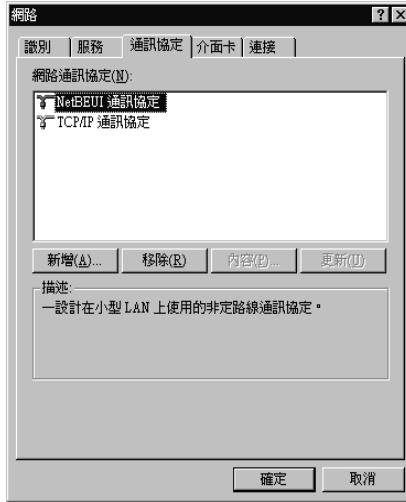 網路
識別 服務 通訊協定 介面卡 連接
網路通訊協定(N):
NetBEUI 通訊協定
TCP/IP 通訊協定
新增(A)... 移除(R) 內容(P)... 更新(U)
描述:
一設計在小型 LAN 上使用的非定路線通訊協定。
確定 取消